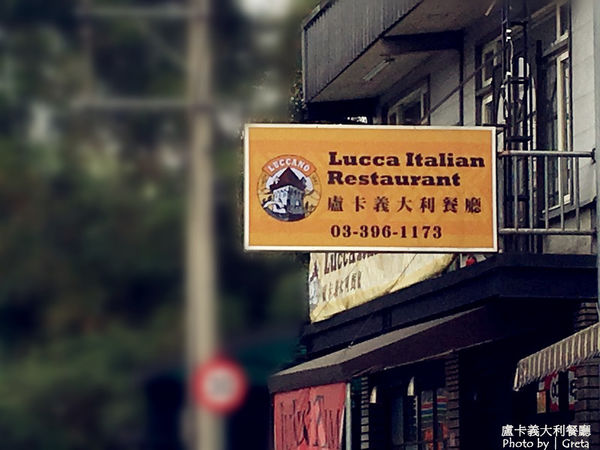 LUCCANO
Lucca Italian
Restaurant
盧卡義大利餐廳
03-396-1173
盧卡義大利餐廳
Photo by | Greta